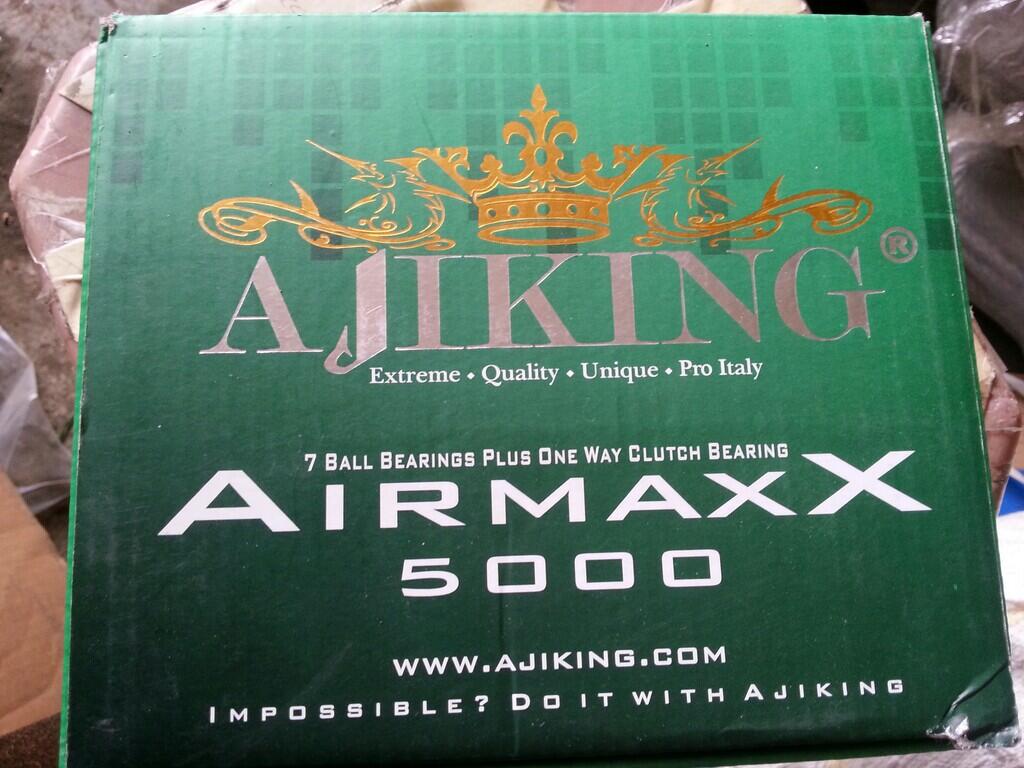 AJIKING®
Extreme • Quality • Unique • Pro Italy
7 Ball Bearings Plus One Way Clutch Bearing
AIRMAXX
5000
WWW.AJIKING.COM
IMPOSSIBLE? DO IT WITH AJIKING